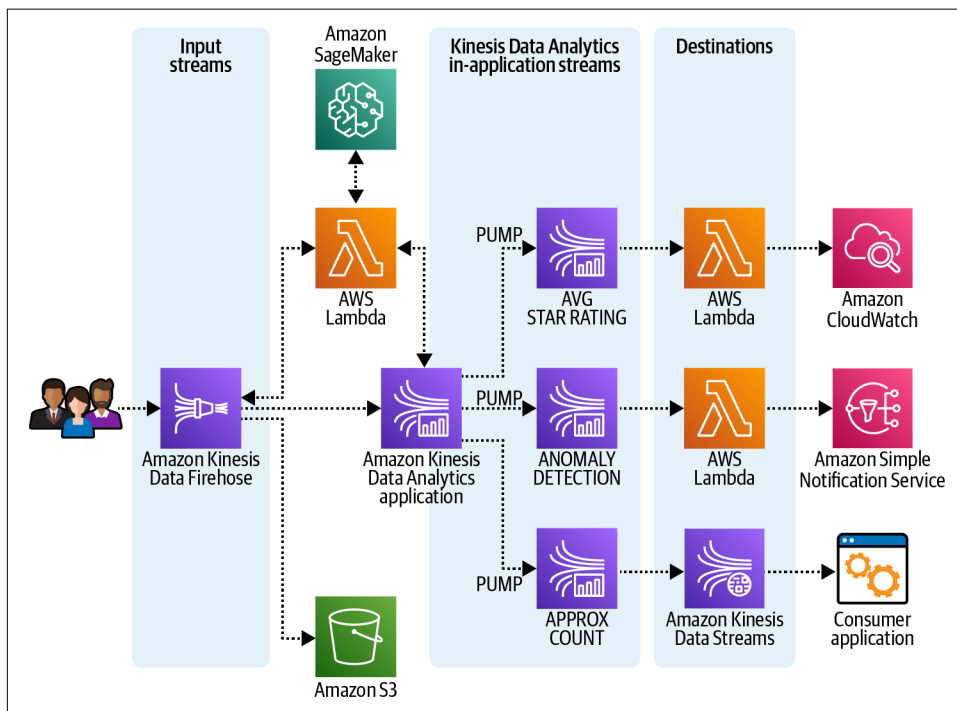 Input
streams
Amazon
SageMaker
Kinesis Data Analytics
in-application streams
Destinations
AWS
Lambda
PUMP
AVG
STAR RATING
AWS
Lambda
Amazon
CloudWatch
Amazon Kinesis
Data Firehose
Amazon Kinesis
Data Analytics
application
PUMP
ANOMALY
DETECTION
AWS
Lambda
Amazon Simple
Notification Service
Amazon S3
PUMP
APPROX
COUNT
Amazon Kinesis
Data Streams
Consumer
application